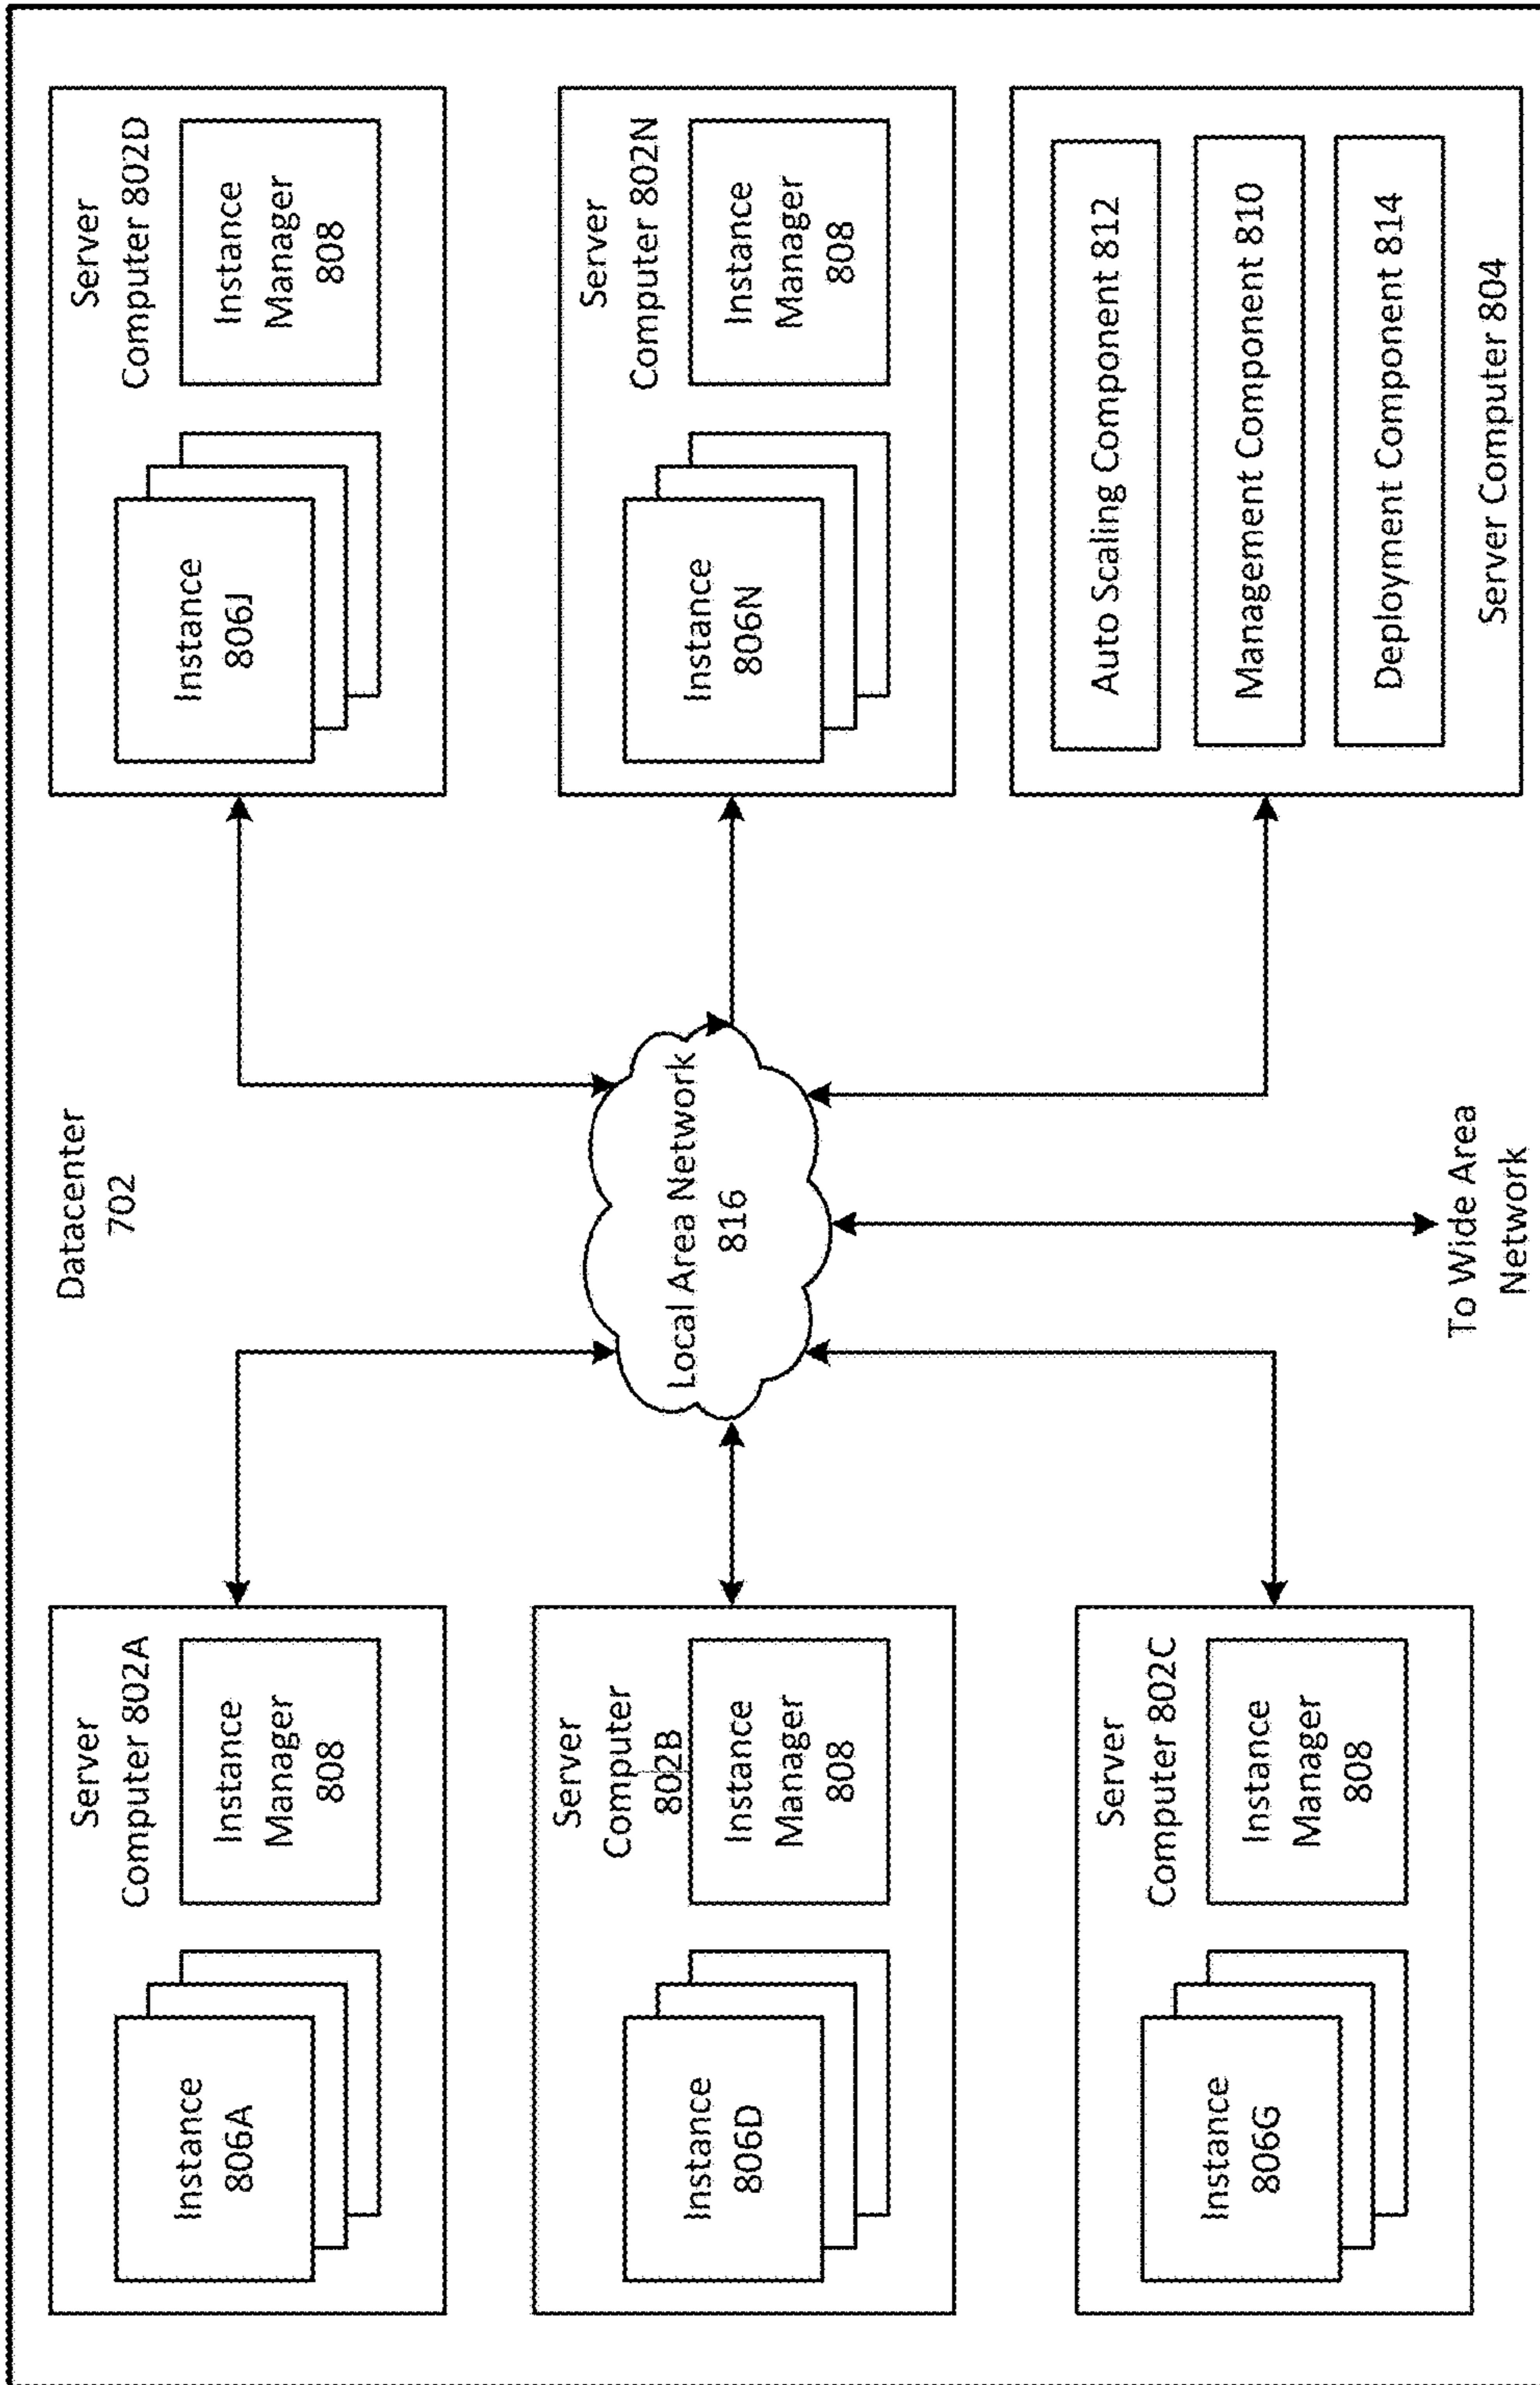 Datacenter
702
Server
Computer 802A
Instance
806A
Instance
Manager
808
Server
Computer 802D
Instance
806J
Instance
Manager
808
Server
Computer
802B
Instance
806D
Instance
Manager
808
Local Area Network
816
Server
Computer 802N
Instance
806N
Instance
Manager
808
Server
Computer 802C
Instance
806G
Instance
Manager
808
To Wide Area
Network
Auto Scaling Component 812
Management Component 810
Deployment Component 814
Server Computer 804